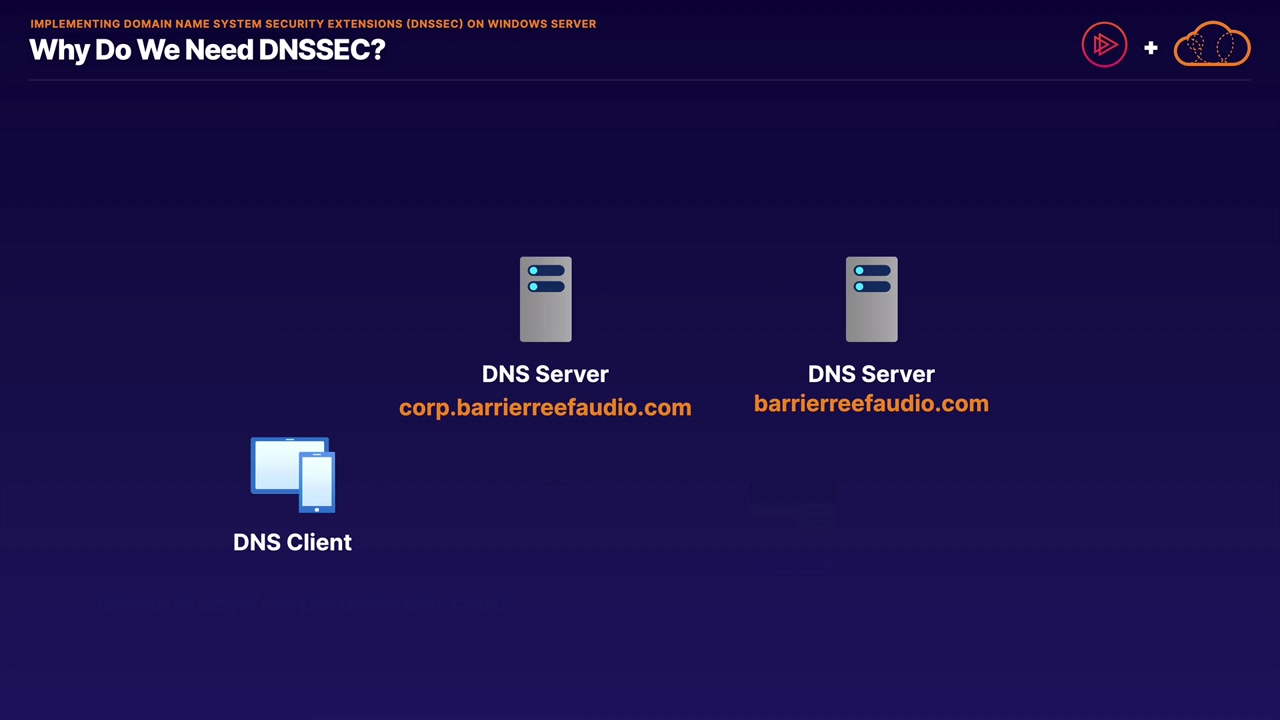 IMPLEMENTING DOMAIN NAME SYSTEM SECURITY EXTENSIONS (DNSSEC) ON WINDOWS SERVER
Why Do We Need DNSSEC?
DNS Server
corp.barrierreefaudio.com
DNS Server
barrierreefaudio.com
DNS Client